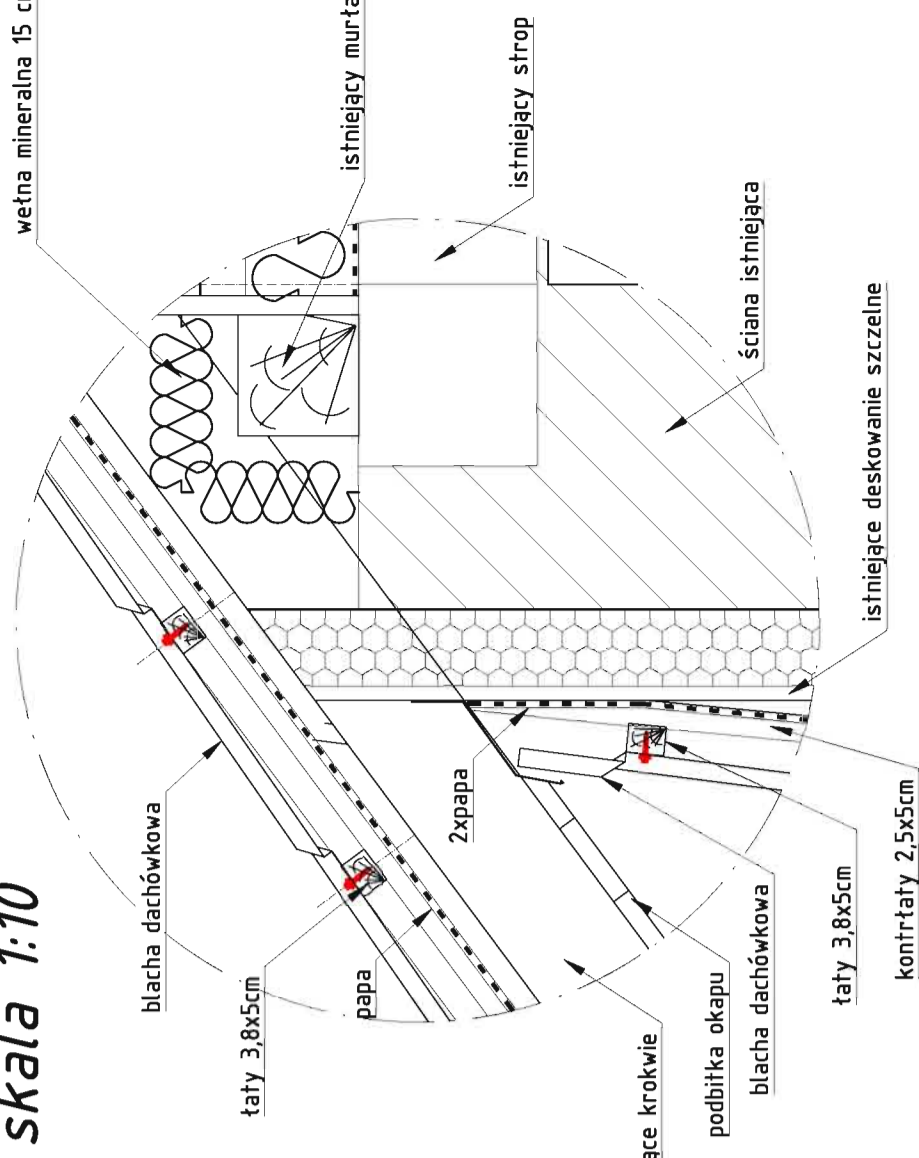 skala 1:10
wełna mineralna 15 c
istniejący murła
istniejący strop
ściana istniejąca
istniejące deskowanie szczelne
blacha dachówkowa
łaty 3,8x5cm
papa
2xpapa
ące krokwie
podbitka okapu
blacha dachówkowa
łaty 3,8x5cm
kontrłaty 2,5x5cm